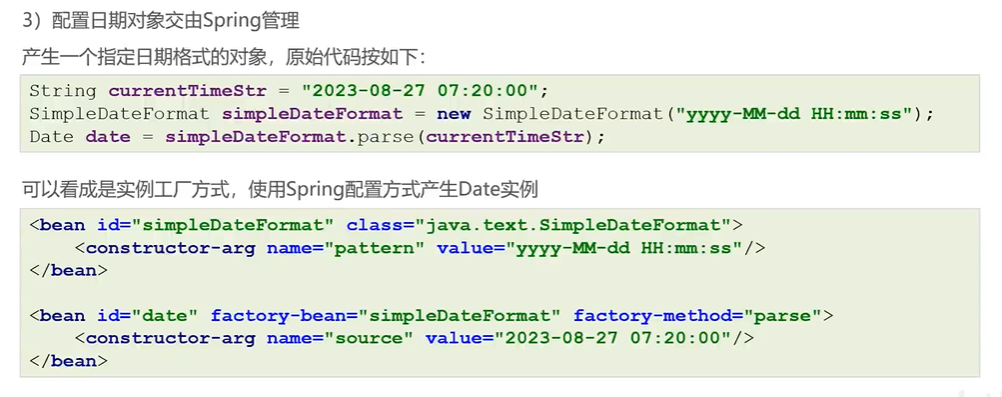 3）配置日期对象交由Spring管理
产生一个指定日期格式的对象，原始代码按如下：
String currentTimeStr = "2023-08-27 07:20:00";
SimpleDateFormat simpleDateFormat = new SimpleDateFormat("yyyy-MM-dd HH:mm:ss");
Date date = simpleDateFormat.parse(currentTimeStr);
可以看成是实例工厂方式，使用Spring配置方式产生Date实例
<bean id="simpleDateFormat" class="java.text.SimpleDateFormat">
    <constructor-arg name="pattern" value="yyyy-MM-dd HH:mm:ss"/>
</bean>
<bean id="date" factory-bean="simpleDateFormat" factory-method="parse">
    <constructor-arg name="source" value="2023-08-27 07:20:00"/>
</bean>